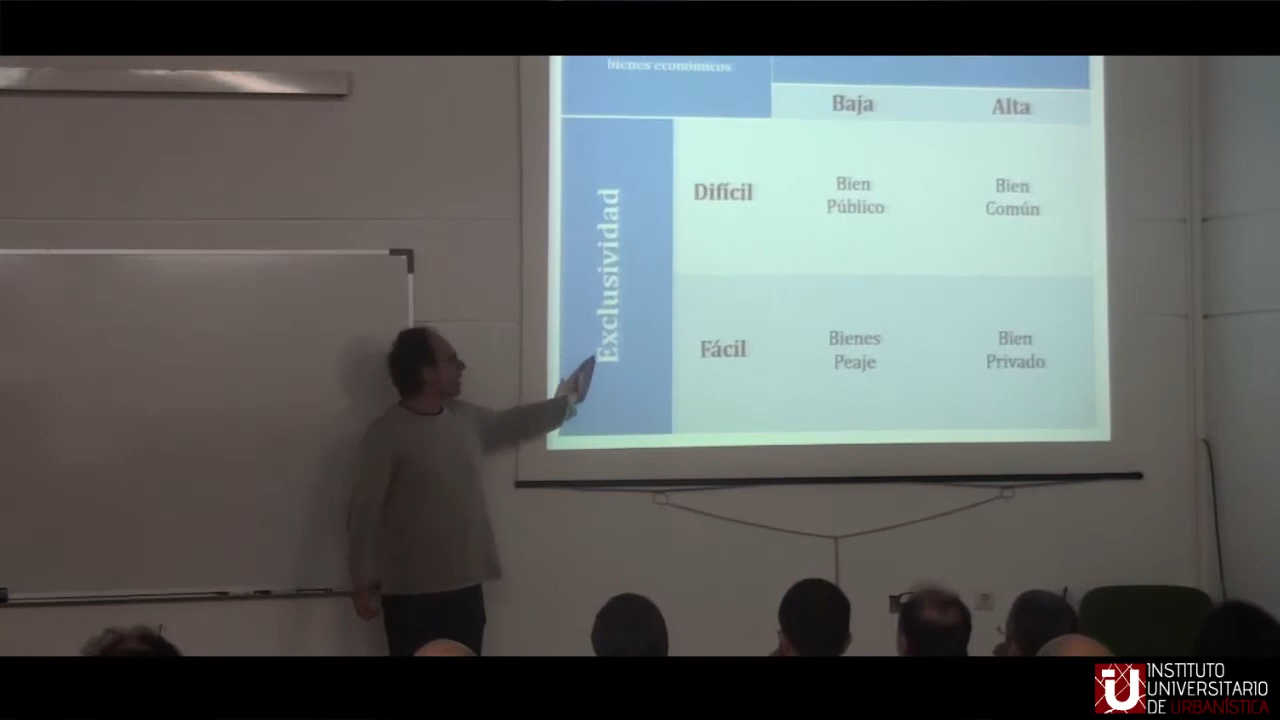 bienes económicos
Baja
Alta
Difícil
Bien
Público
Bien
Común
Exclusividad
Fácil
Bienes
Peaje
Bien
Privado
iU INSTITUTO
UNIVERSITARIO
DE URBANÍSTICA